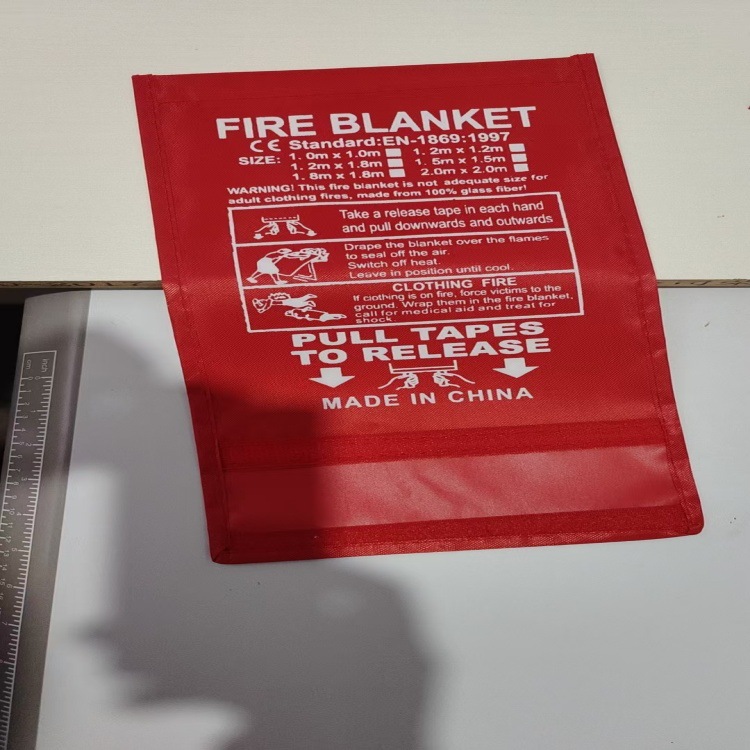 FIRE BLANKET
CE Standard:EN-1869:1997
SIZE: 1. 0m x 1.0m 1. 2m x 1.2m
1. 2m x 1.8m 1. 5m x 1.5m
1. 8m x 1.8m 2.0m x 2.0m
WARNING! This fire blanket is not adequate size for
adult clothing fires, made from 100% glass fiber!
Take a release tape in each hand
and pull downwards and outwards
Drape the blanket over the flames
to seal off the air.
Switch off heat.
Leave in position until cool.
CLOTHING FIRE
If clothing is on fire, force victims to the
ground. Wrap them in the fire blanket,
call for medical aid and treat for
shock.
PULL TAPES
TO RELEASE
MADE IN CHINA
inch
cm